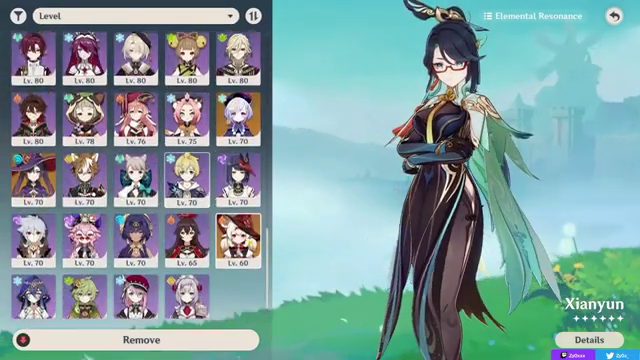 Level
Elemental Resonance
Lv. 80
Lv. 80
Lv. 80
Lv. 80
Lv. 80
Lv. 80
Lv. 78
Lv. 76
Lv. 75
Lv. 70
Lv. 70
Lv. 70
Lv. 70
Lv. 70
Lv. 70
Lv. 70
Lv. 70
Lv. 70
Lv. 65
Lv. 60
Xianyun
Remove
Details